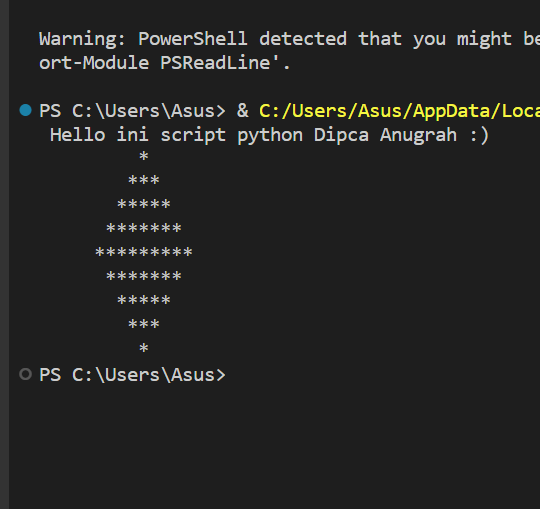 Warning: PowerShell detected that you might be
ort-Module PSReadLine'.
PS C:\Users\Asus> & C:/Users/Asus/AppData/Loca
Hello ini script python Dipca Anugrah :)
*
***
*****
*******
*********
*******
*****
***
*
PS C:\Users\Asus>